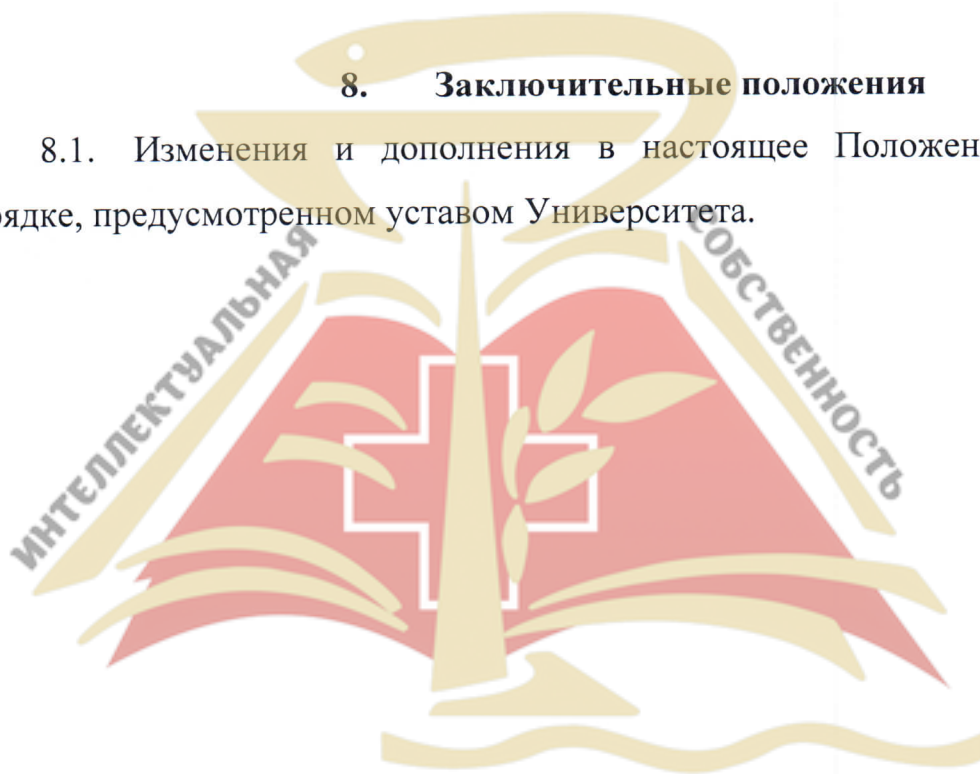 8. Заключительные положения
8.1. Изменения и дополнения в настоящее Положен
рядке, предусмотренном уставом Университета.
ИНТЕЛЛЕКТУАЛЬНАЯ
СОБСТВЕННОСТЬ